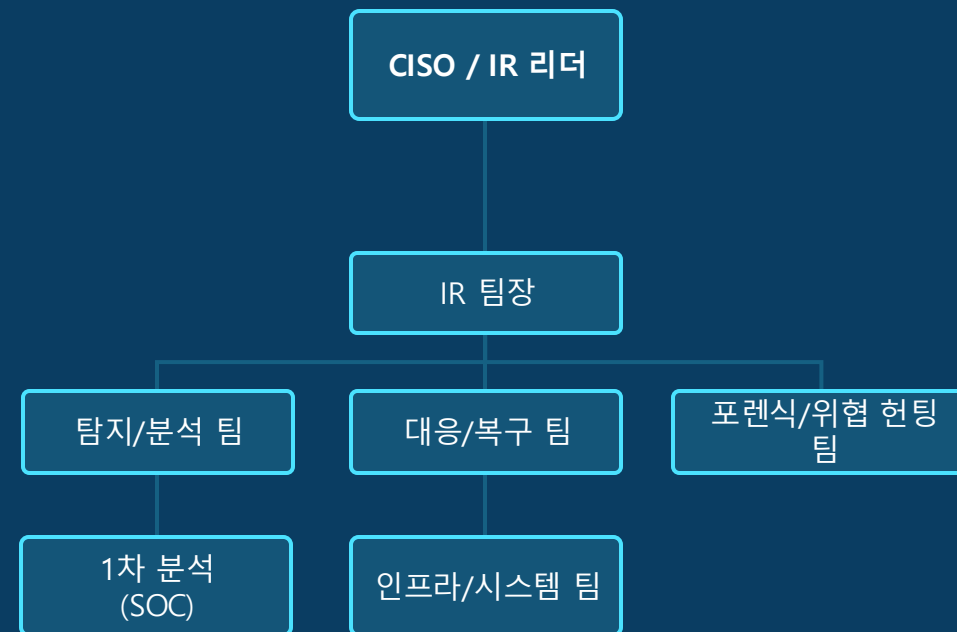 CISO / IR 리더
IR 팀장
탐지/분석 팀
대응/복구 팀
포렌식/위협 헌팅
팀
1차 분석
(SOC)
인프라/시스템 팀